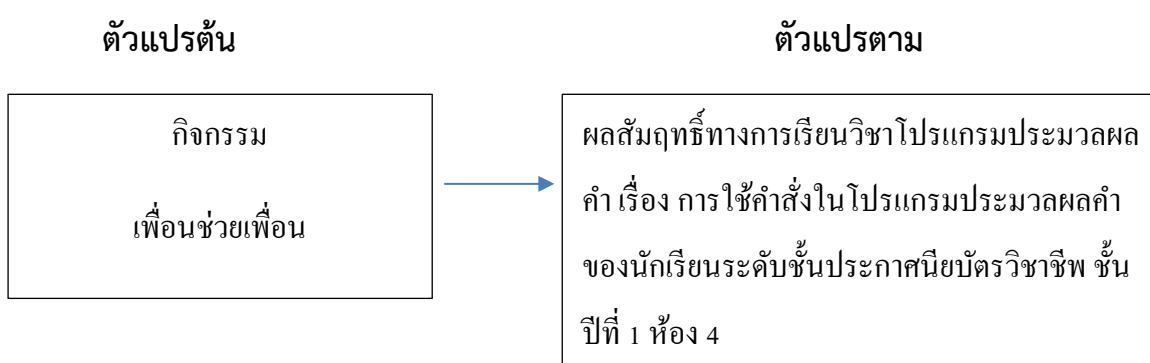 ตัวแปรต้น
ตัวแปรตาม
กิจกรรม
เพื่อนช่วยเพื่อน
ผลสัมฤทธิ์ทางการเรียนวิชาโปรแกรมประมวลผล
คำ เรื่อง การใช้คำสั่งในโปรแกรมประมวลผลคำ
ของนักเรียนระดับชั้นประกาศนียบัตรวิชาชีพ ชั้น
ปีที่ 1 ห้อง 4